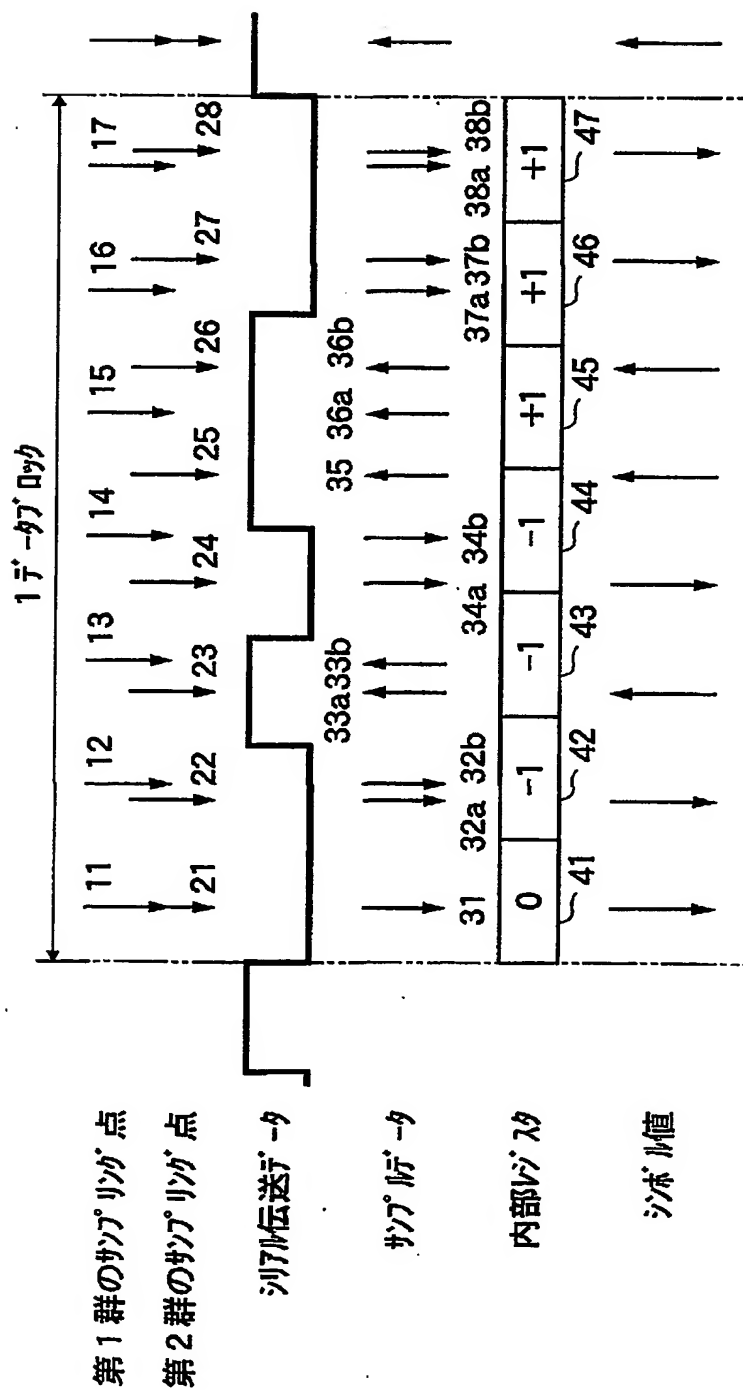 1データブロック
第1群のサンプリング点
11 12 13 14 15 16 17
第2群のサンプリング点
21 22 23 24 25 26 27 28
シリアル伝送データ
サンプルデータ
33a 33b 35 36a 36b
31 32a 32b 34a 34b 37a 37b 38a 38b
内部レジスタ
0 -1 -1 -1 +1 +1 +1
41 42 43 44 45 46 47
シンボル値